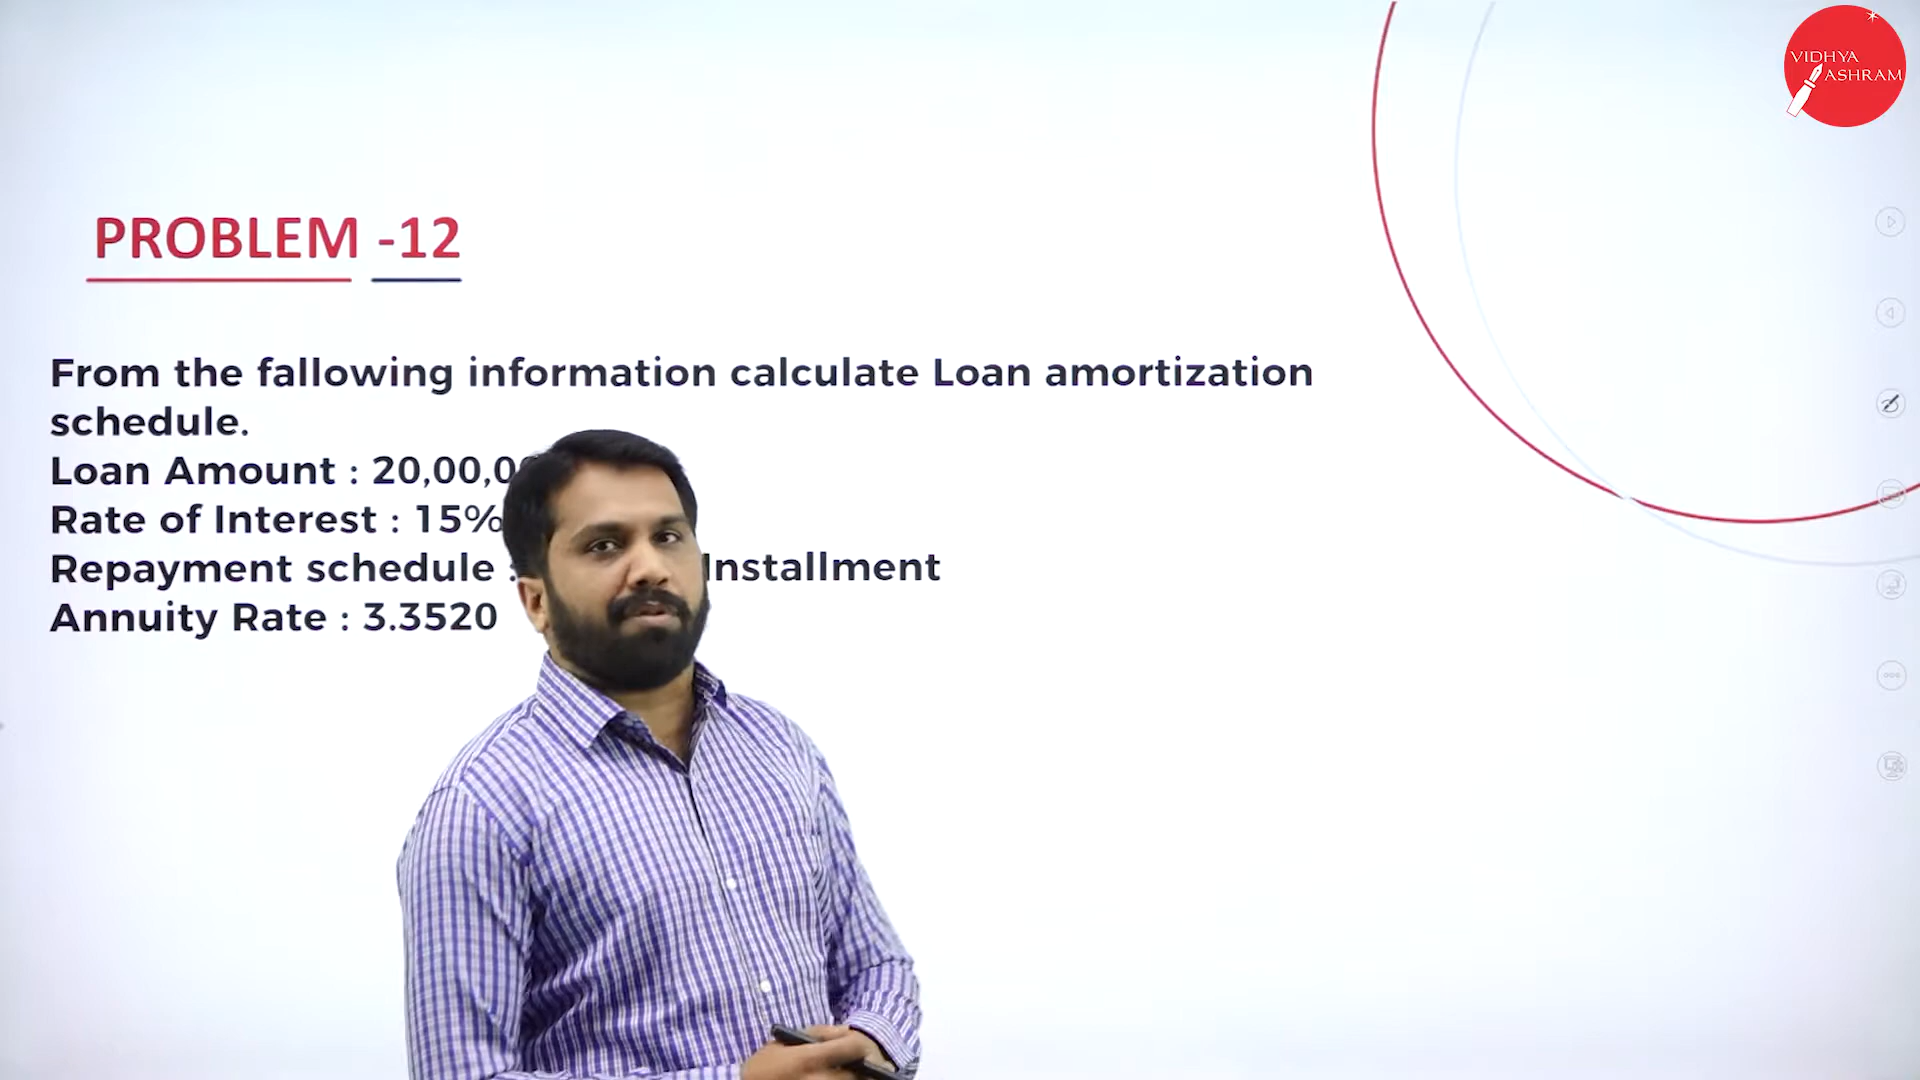 VIDHYA
ASHRAM
PROBLEM -12
From the fallowing information calculate Loan amortization
schedule.
Loan Amount : 20,00,0
Rate of Interest : 15%
Repayment schedule : Installment
Annuity Rate : 3.3520